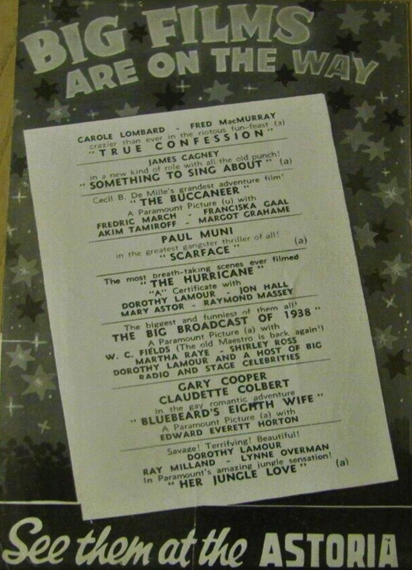 BIG FILMS
ARE ON THE WAY
CAROLE LOMBARD - FRED MacMURRAY
crazier than ever in the riotous fun-feast (a)
"TRUE CONFESSION"
JAMES CAGNEY
in a new kind of role with all the old punch!
"SOMETHING TO SING ABOUT" (a)
Cecil B. De Mille's grandest adventure film!
"THE BUCCANEER"
A Paramount Picture (u) with
FREDRIC MARCH - FRANCISKA GAAL
AKIM TAMIROFF - MARGOT GRAHAME
PAUL MUNI
in the greatest gangster thriller of all!
"SCARFACE" (a)
The most breath-taking scenes ever filmed
"THE HURRICANE"
"A" Certificate with
DOROTHY LAMOUR - JON HALL
MARY ASTOR - RAYMOND MASSEY
The biggest and funniest of them all!
"THE BIG BROADCAST OF 1938"
A Paramount Picture (a) with
W. C. FIELDS (The old Maestro is back again!)
MARTHA RAYE - SHIRLEY ROSS
DOROTHY LAMOUR AND A HOST OF BIG
RADIO AND STAGE CELEBRITIES
GARY COOPER
CLAUDETTE COLBERT
in the gay romantic adventure
"BLUEBEARD'S EIGHTH WIFE"
A Paramount Picture (a) with
EDWARD EVERETT HORTON
Savage! Terrifying! Beautiful!
DOROTHY LAMOUR
RAY MILLAND - LYNNE OVERMAN
In Paramount's amazing jungle sensation!
"HER JUNGLE LOVE" (a)
See them at the ASTORIA